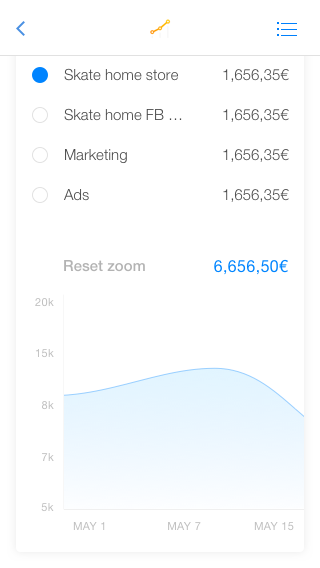 Skate home store 1,656,35€
Skate home FB … 1,656,35€
Marketing 1,656,35€
Ads 1,656,35€
Reset zoom 6,656,50€
20k
15k
8k
7k
5k
MAY 1 MAY 7 MAY 15